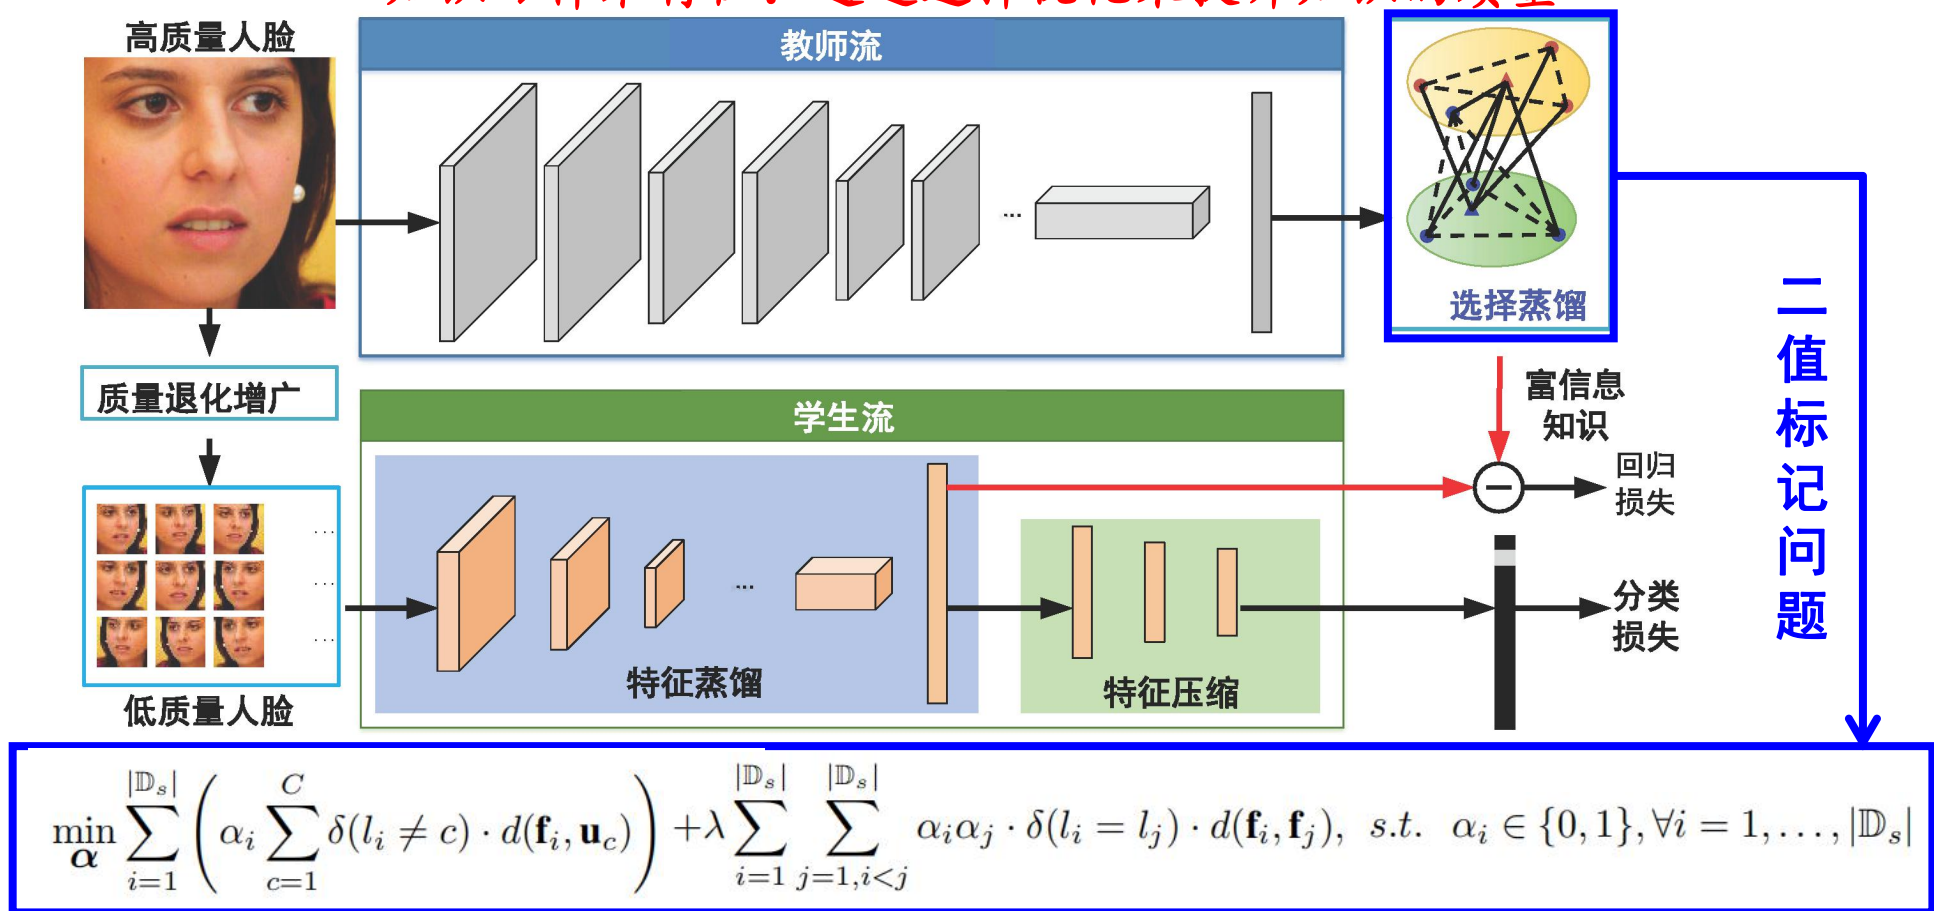 高质量人脸
教师流
选择蒸馏
质量退化增广
学生流
富信息
知识
回归
损失
分类
损失
特征蒸馏
特征压缩
低质量人脸
二值标记问题
$\min_{\boldsymbol{\alpha}} \sum_{i=1}^{|\mathbb{D}_s|} \left( \alpha_i \sum_{c=1}^{C} \delta(l_i \neq c) \cdot d(\mathbf{f}_i, \mathbf{u}_c) \right) + \lambda \sum_{i=1}^{|\mathbb{D}_s|} \sum_{j=1,i<j}^{|\mathbb{D}_s|} \alpha_i \alpha_j \cdot \delta(l_i = l_j) \cdot d(\mathbf{f}_i, \mathbf{f}_j), \; s.t. \; \alpha_i \in \{0,1\}, \forall i = 1, \ldots, |\mathbb{D}_s|$